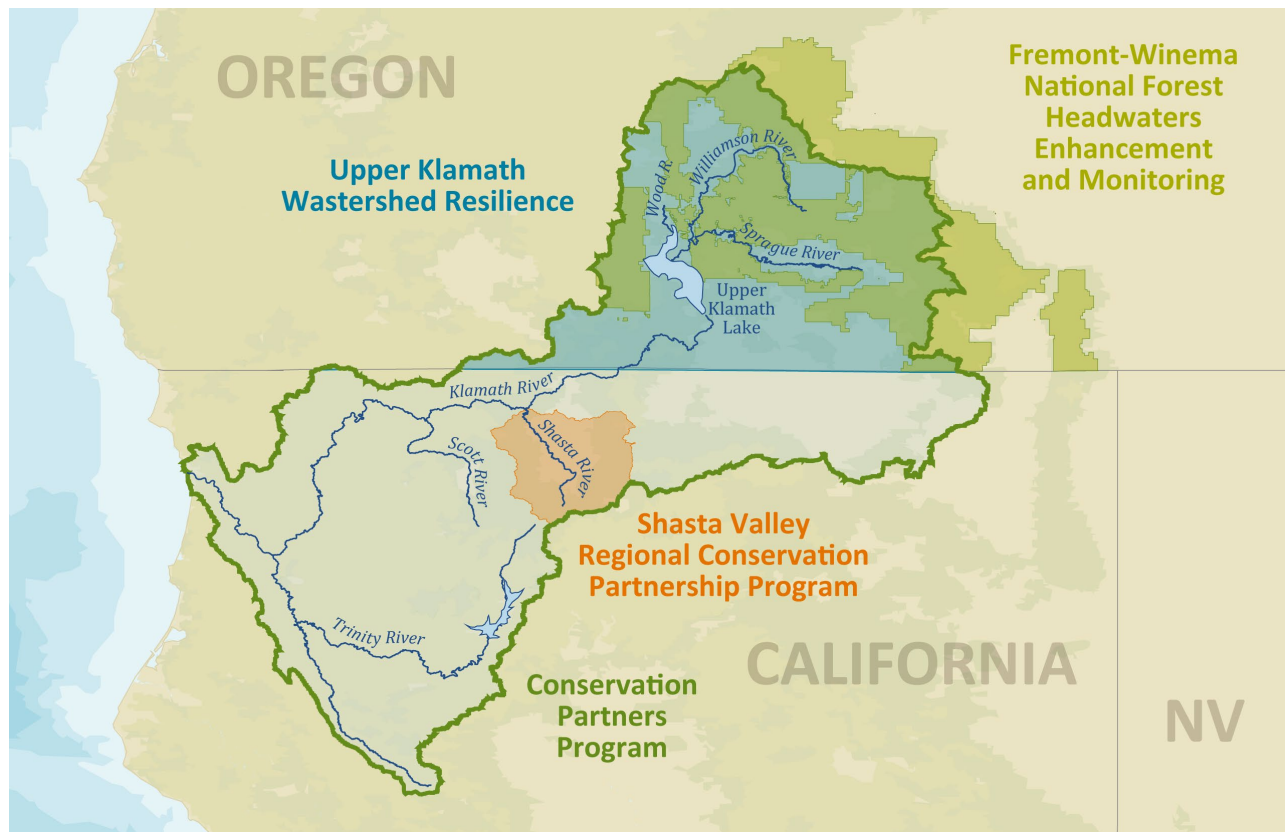 OREGON
Fremont-Winema
National Forest
Headwaters
Enhancement
and Monitoring
Upper Klamath
Wastershed Resilience
Wood R.
Williamson River
Sprague River
Upper
Klamath
Lake
Klamath River
Scott River
Shasta River
Shasta Valley
Regional Conservation
Partnership Program
Trinity River
CALIFORNIA
Conservation
Partners
Program
NV